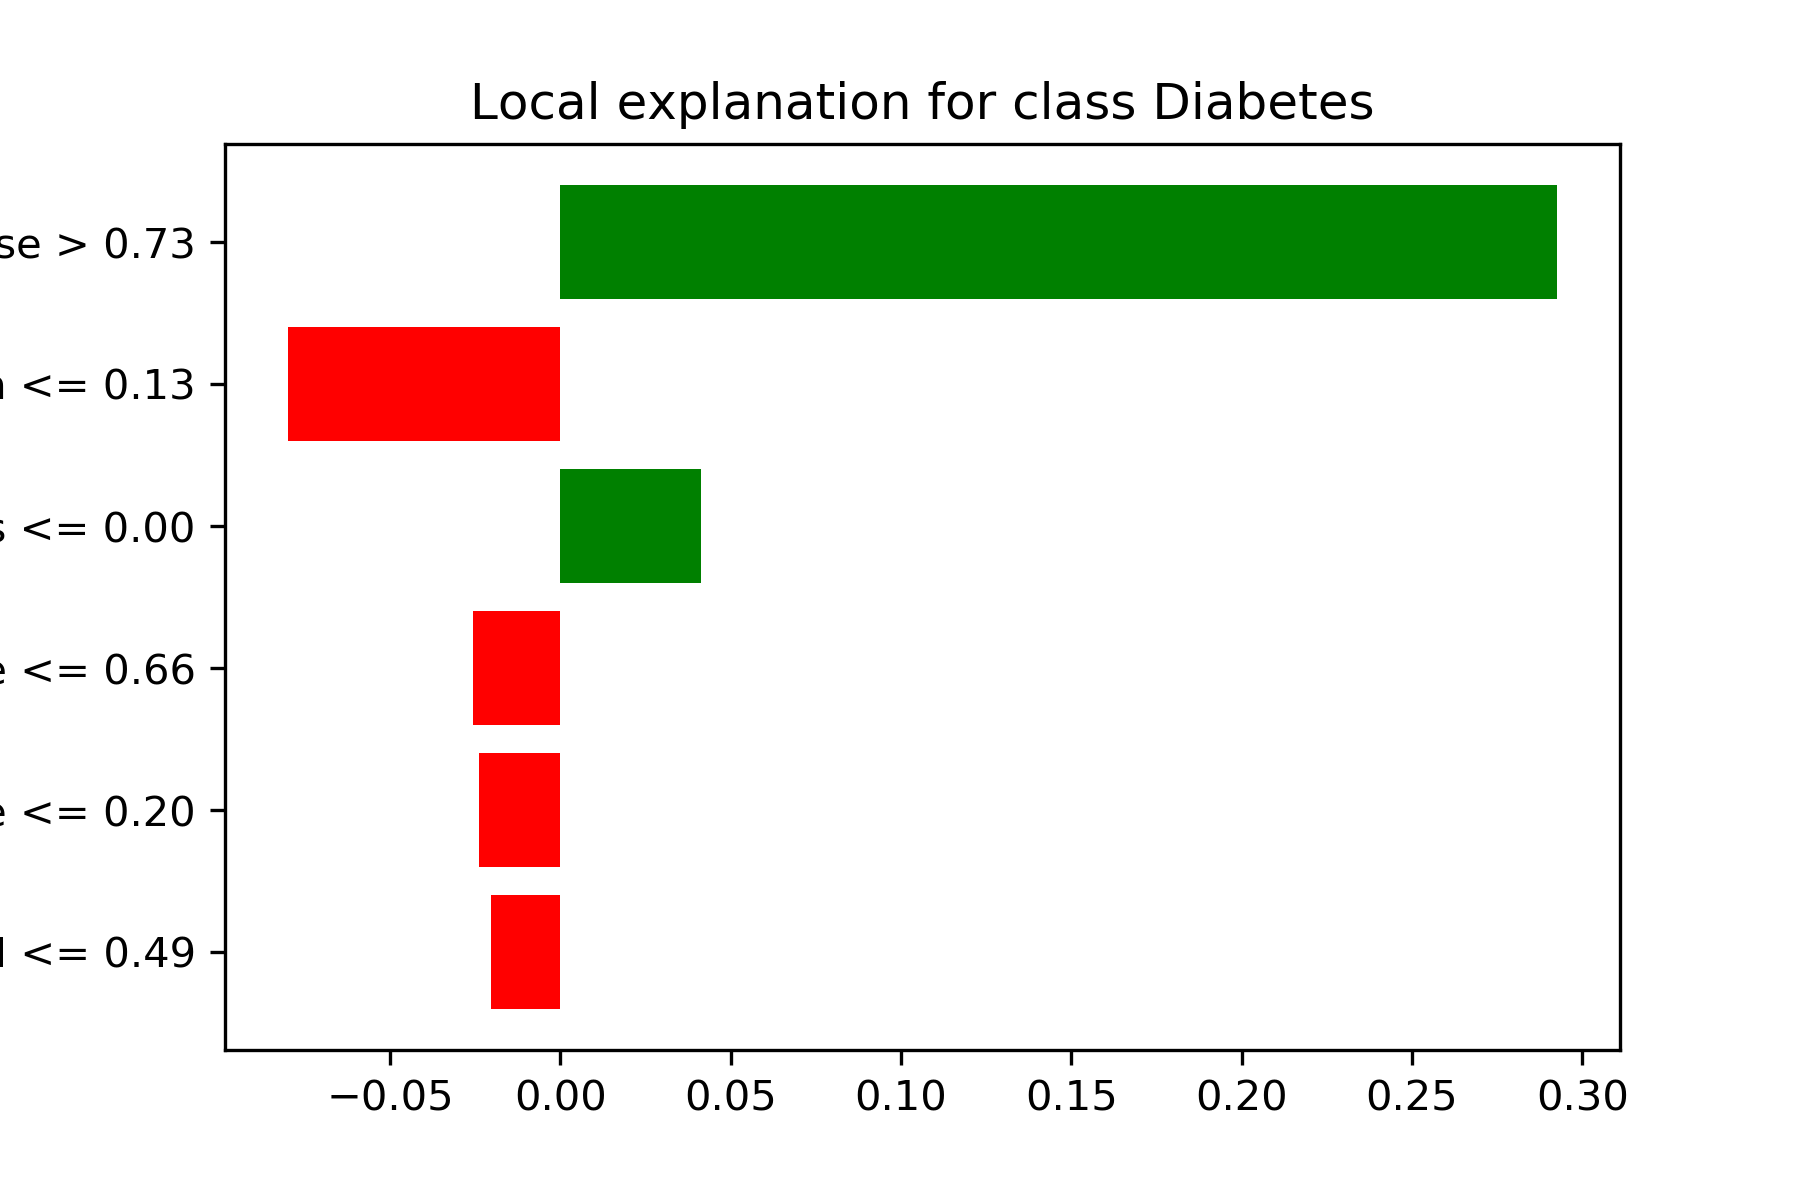 Local explanation for class Diabetes
se > 0.73
<= 0.13
<= 0.00
<= 0.66
<= 0.20
<= 0.49
−0.05 0.00 0.05 0.10 0.15 0.20 0.25 0.30